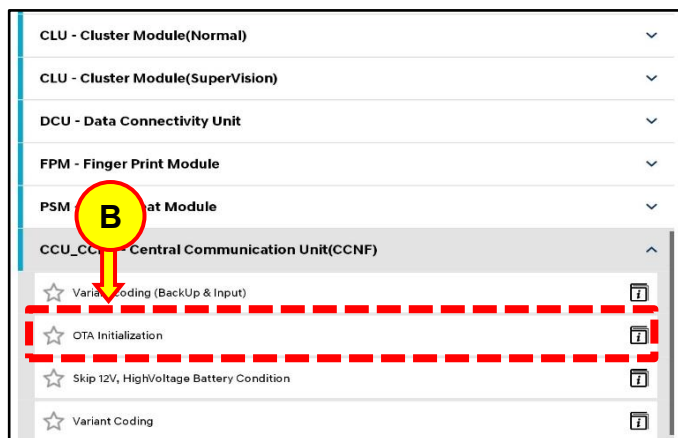 CLU - Cluster Module(Normal)
CLU - Cluster Module(SuperVision)
DCU - Data Connectivity Unit
FPM - Finger Print Module
PSM - at Module
B
CCU_CC - Central Communication Unit(CCNF)
Variant Coding (BackUp & Input)
OTA Initialization
Skip 12V, HighVoltage Battery Condition
Variant Coding